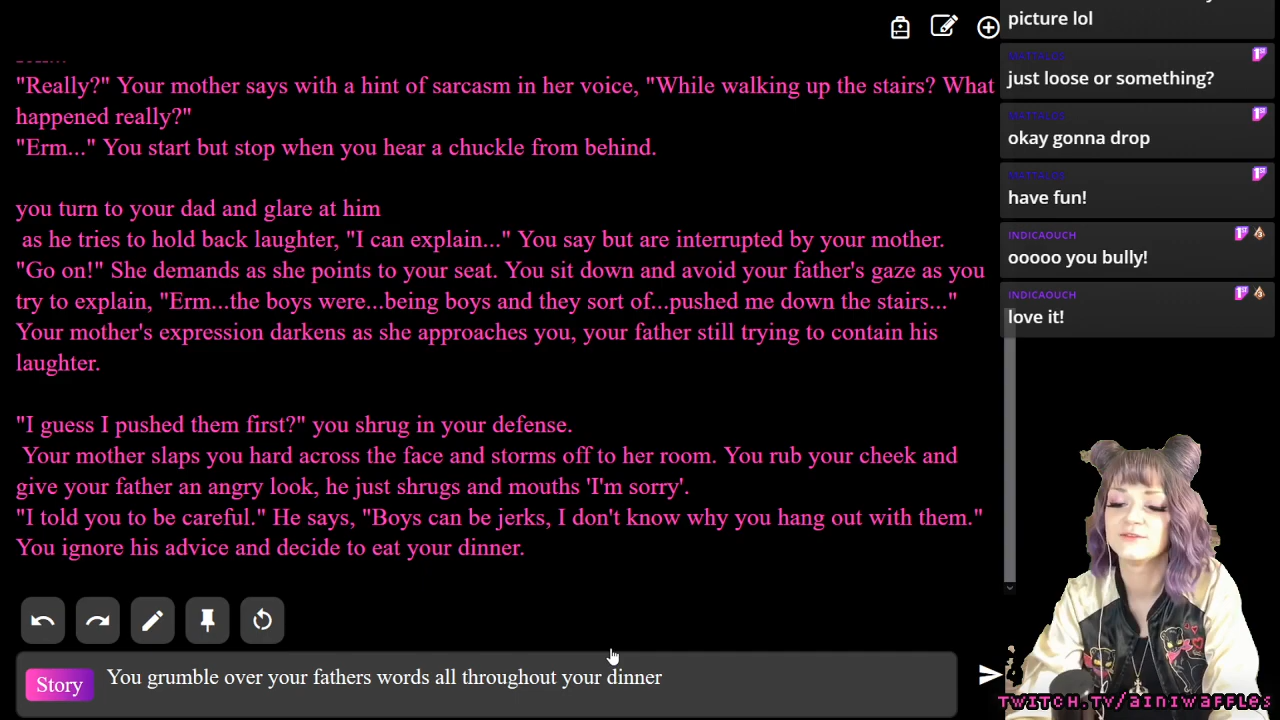 "Really?" Your mother says with a hint of sarcasm in her voice, "While walking up the stairs? What
happened really?"
"Erm..." You start but stop when you hear a chuckle from behind.
you turn to your dad and glare at him
as he tries to hold back laughter, "I can explain..." You say but are interrupted by your mother.
"Go on!" She demands as she points to your seat. You sit down and avoid your father's gaze as you
try to explain, "Erm...the boys were...being boys and they sort of...pushed me down the stairs..."
Your mother's expression darkens as she approaches you, your father still trying to contain his
laughter.
"I guess I pushed them first?" you shrug in your defense.
Your mother slaps you hard across the face and storms off to her room. You rub your cheek and
give your father an angry look, he just shrugs and mouths 'I'm sorry'.
"I told you to be careful." He says, "Boys can be jerks, I don't know why you hang out with them."
You ignore his advice and decide to eat your dinner.
Story
You grumble over your fathers words all throughout your dinner
picture lol
just loose or something?
okay gonna drop
have fun!
INDICAOUCH
ooooo you bully!
INDICAOUCH
love it!
TWITCH.TV/AINIWAFFLES